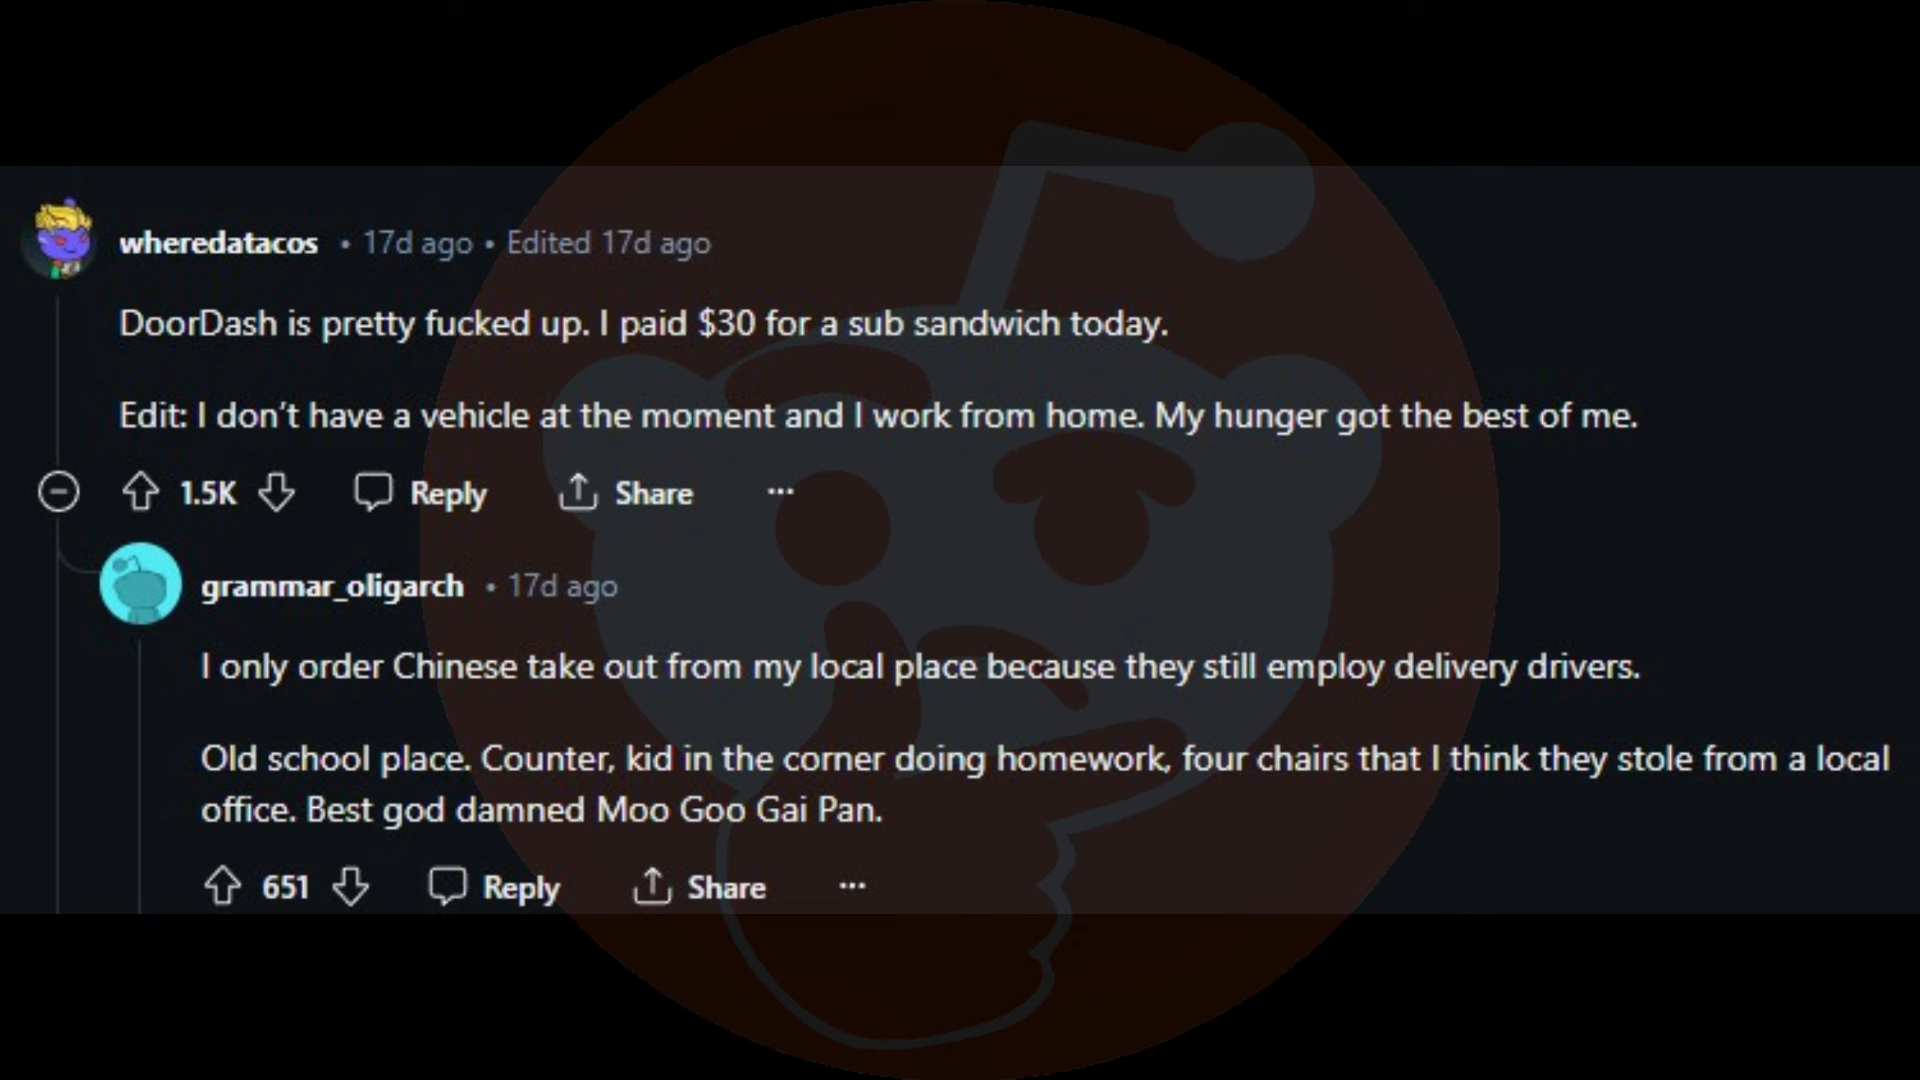 wheredatacos • 17d ago • Edited 17d ago
DoorDash is pretty fucked up. I paid $30 for a sub sandwich today.
Edit: I don’t have a vehicle at the moment and I work from home. My hunger got the best of me.
1.5K Reply Share ...
grammar_oligarch • 17d ago
I only order Chinese take out from my local place because they still employ delivery drivers.
Old school place. Counter, kid in the corner doing homework, four chairs that I think they stole from a local
office. Best god damned Moo Goo Gai Pan.
651 Reply Share ...